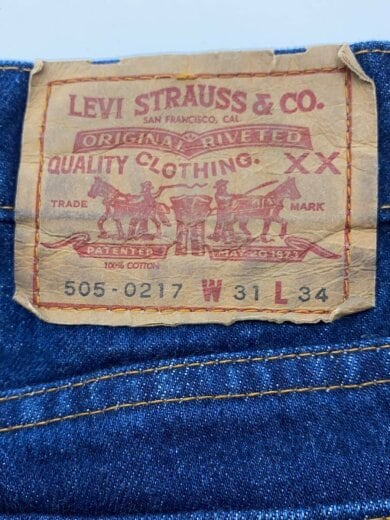 LEVI STRAUSS & CO.
SAN FRANCISCO, CAL
ORIGINAL RIVETED
QUALITY CLOTHING. XX
TRADE MARK
PATENTED MAY 20 1873
100% COTTON
505-0217 W 31 L 34